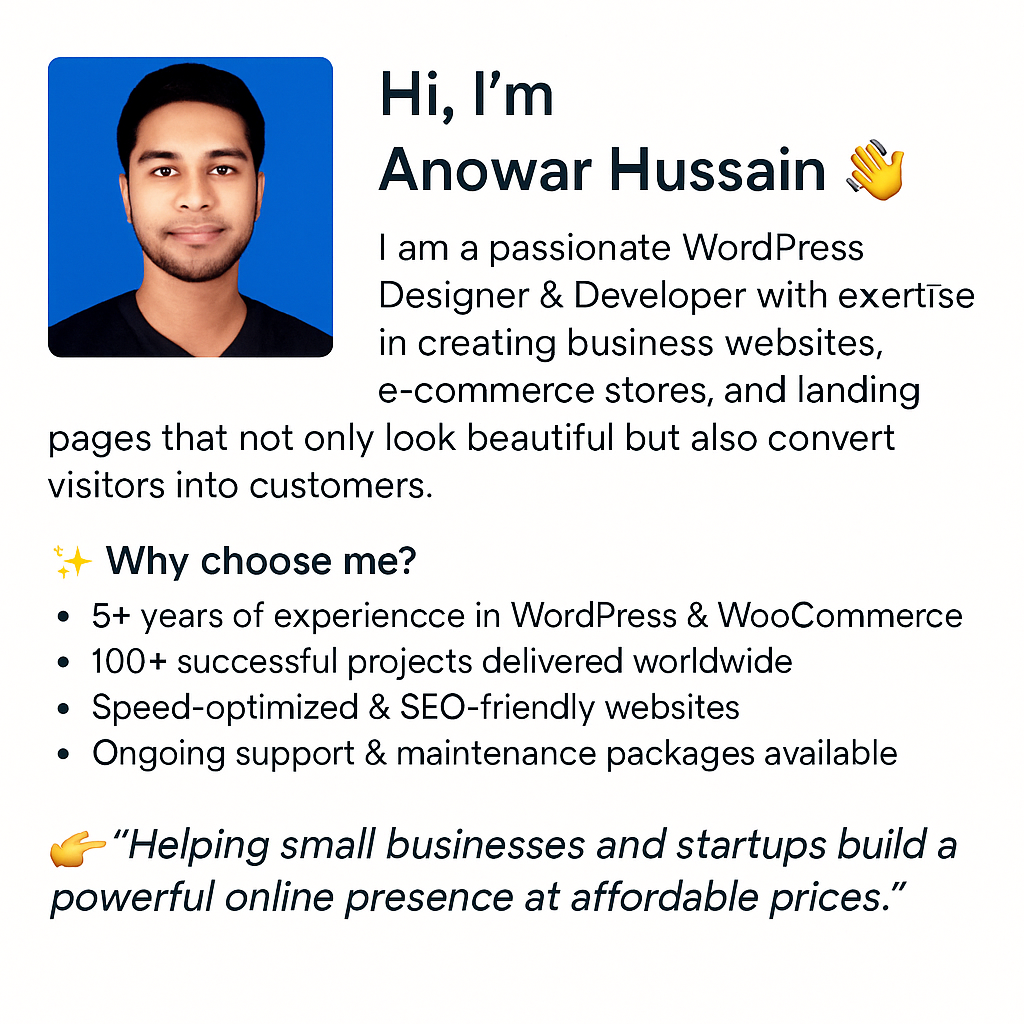 Hi, I’m
Anowar Hussain 👋
I am a passionate WordPress
Designer & Developer with exertīse
in creating business websites,
e-commerce stores, and landing
pages that not only look beautiful but also convert
visitors into customers.
✨ Why choose me?
• 5+ years of experiencce in WordPress & WooCommerce
• 100+ successful projects delivered worldwide
• Speed-optimized & SEO-friendly websites
• Ongoing support & maintenance packages available
👉 “Helping small businesses and startups build a
powerful online presence at affordable prices.”